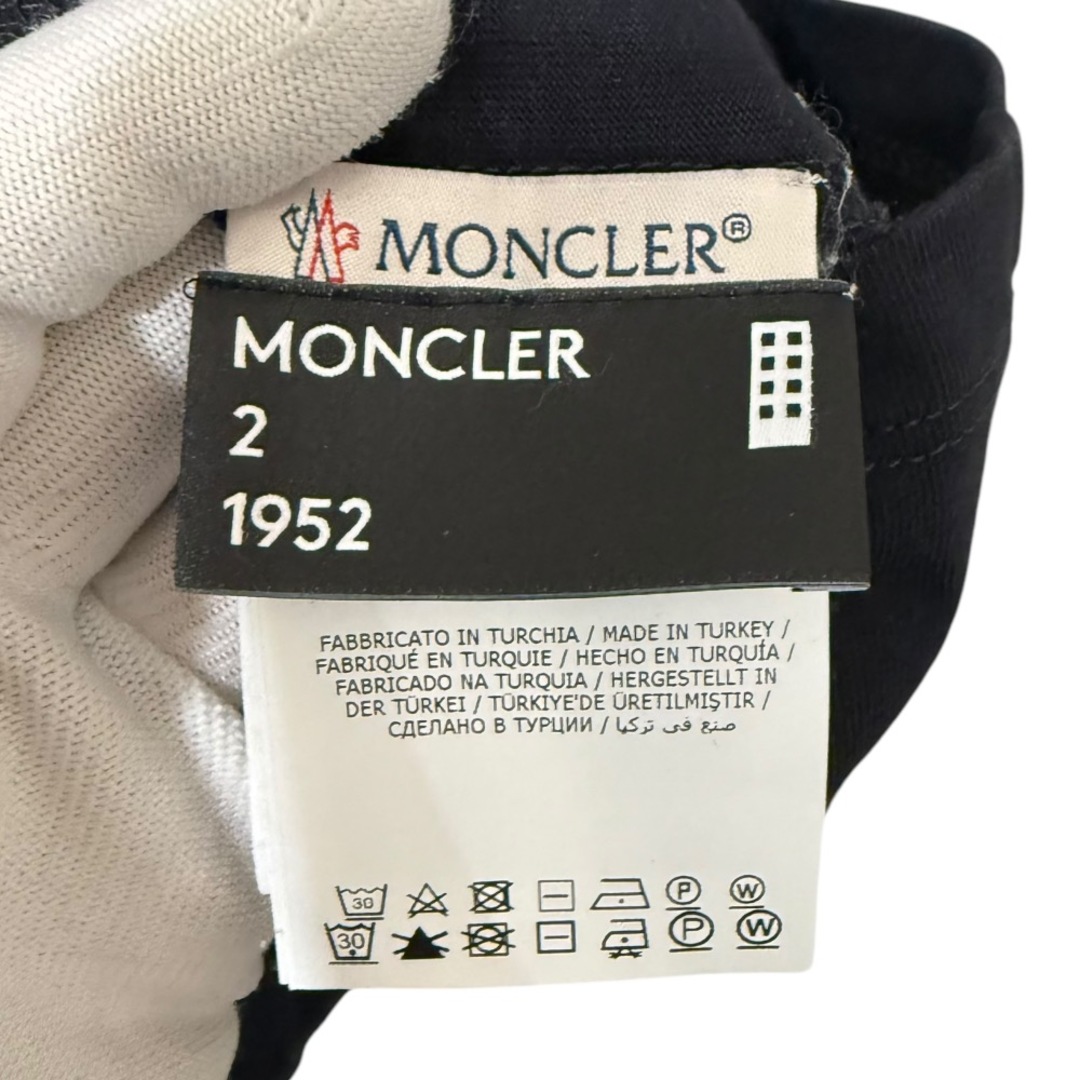 MONCLER®
MONCLER
2
1952
FABBRICATO IN TURCHIA / MADE IN TURKEY /
FABRIQUÉ EN TURQUIE / HECHO EN TURQUÍA /
FABRICADO NA TURQUIA / HERGESTELLT IN
DER TÜRKEI / TÜRKIYE'DE ÜRETILMIŞTIR /
СДЕЛАНО В ТУРЦИИ / صنع في تركيا
30 P W
30 P W